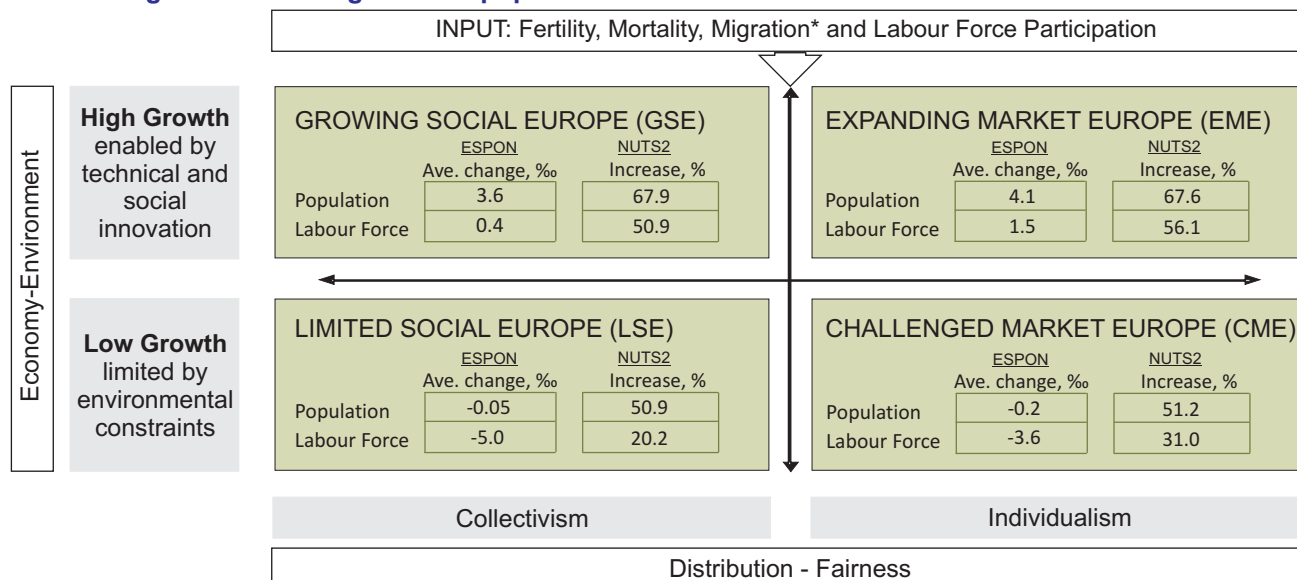 INPUT: Fertility, Mortality, Migration* and Labour Force Participation
Economy-Environment
High Growth
enabled by
technical and
social
innovation
GROWING SOCIAL EUROPE (GSE)
ESPON NUTS2
Ave. change, ‰ Increase, %
Population 3.6 67.9
Labour Force 0.4 50.9
EXPANDING MARKET EUROPE (EME)
ESPON NUTS2
Ave. change, ‰ Increase, %
Population 4.1 67.6
Labour Force 1.5 56.1
Low Growth
limited by
environmental
constraints
LIMITED SOCIAL EUROPE (LSE)
ESPON NUTS2
Ave. change, ‰ Increase, %
Population -0.05 50.9
Labour Force -5.0 20.2
CHALLENGED MARKET EUROPE (CME)
ESPON NUTS2
Ave. change, ‰ Increase, %
Population -0.2 51.2
Labour Force -3.6 31.0
Collectivism
Individualism
Distribution - Fairness